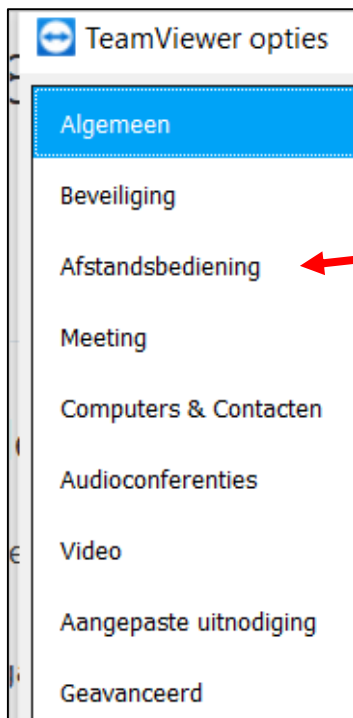 TeamViewer opties
Algemeen
Beveiliging
Afstandsbediening
Meeting
Computers & Contacten
Audioconferenties
Video
Aangepaste uitnodiging
Geavanceerd